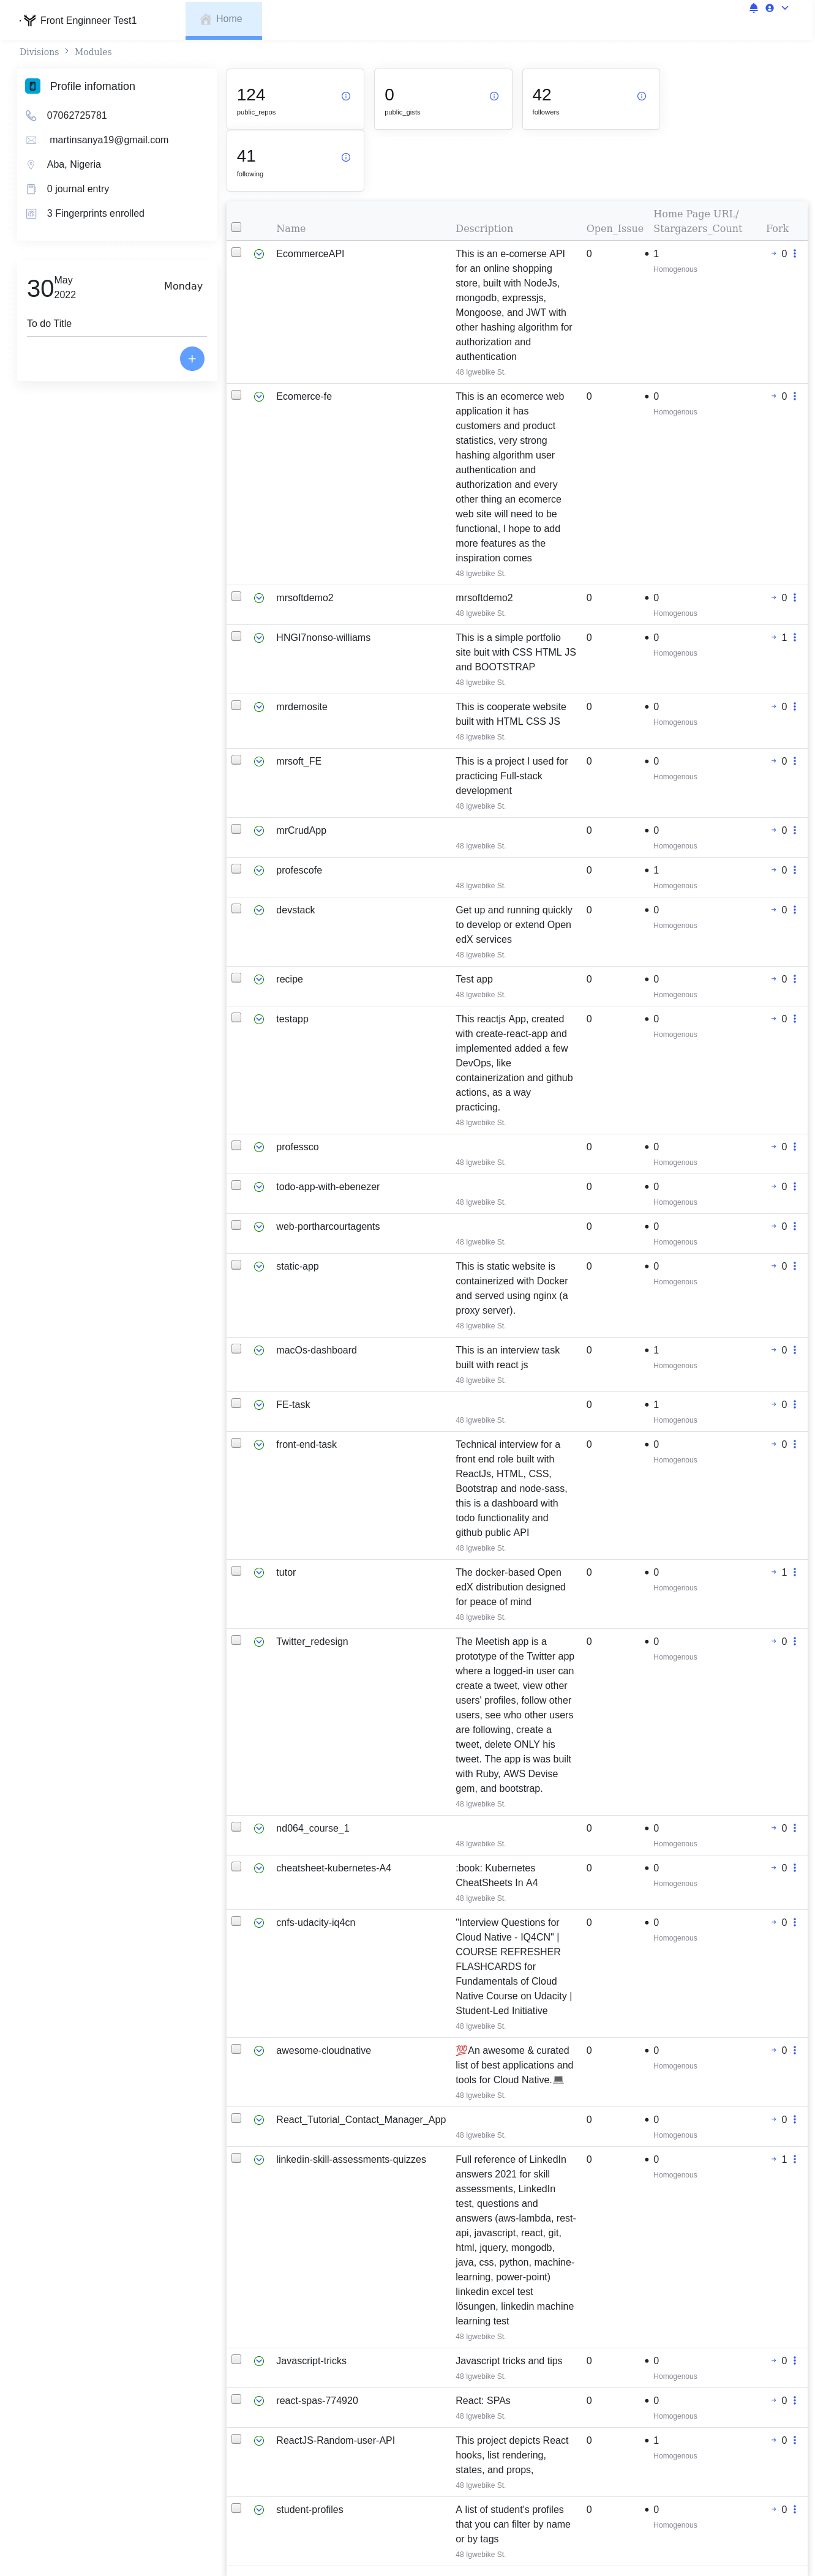 Front Enginneer Test1
Home
Divisions
Modules
Profile infomation
07062725781
martinsanya19@gmail.com
Aba, Nigeria
0 journal entry
3 Fingerprints enrolled
30
May
2022
Monday
To do Title
+
124
public_repos
0
public_gists
42
followers
41
following
Name Description Open_Issue Home Page URL/
Stargazers_Count Fork
EcommerceAPI This is an e-comerse API 0 1 0
for an online shopping Homogenous
store, built with NodeJs,
mongodb, expressjs,
Mongoose, and JWT with
other hashing algorithm for
authorization and
authentication
48 Igwebike St.
Ecomerce-fe This is an ecomerce web 0 0 0
application it has Homogenous
customers and product
statistics, very strong
hashing algorithm user
authentication and
authorization and every
other thing an ecomerce
web site will need to be
functional, I hope to add
more features as the
inspiration comes
48 Igwebike St.
mrsoftdemo2 mrsoftdemo2 0 0 0
48 Igwebike St. Homogenous
HNGI7nonso-williams This is a simple portfolio 0 0 1
site buit with CSS HTML JS Homogenous
and BOOTSTRAP
48 Igwebike St.
mrdemosite This is cooperate website 0 0 0
built with HTML CSS JS Homogenous
48 Igwebike St.
mrsoft_FE This is a project I used for 0 0 0
practicing Full-stack Homogenous
development
48 Igwebike St.
mrCrudApp 0 0 0
48 Igwebike St. Homogenous
profescofe 0 1 0
48 Igwebike St. Homogenous
devstack Get up and running quickly 0 0 0
to develop or extend Open Homogenous
edX services
48 Igwebike St.
recipe Test app 0 0 0
48 Igwebike St. Homogenous
testapp This reactjs App, created 0 0 0
with create-react-app and Homogenous
implemented added a few
DevOps, like
containerization and github
actions, as a way
practicing.
48 Igwebike St.
professco 0 0 0
48 Igwebike St. Homogenous
todo-app-with-ebenezer 0 0 0
48 Igwebike St. Homogenous
web-portharcourtagents 0 0 0
48 Igwebike St. Homogenous
static-app This is static website is 0 0 0
containerized with Docker Homogenous
and served using nginx (a
proxy server).
48 Igwebike St.
macOs-dashboard This is an interview task 0 1 0
built with react js Homogenous
48 Igwebike St.
FE-task 0 1 0
48 Igwebike St. Homogenous
front-end-task Technical interview for a 0 0 0
front end role built with Homogenous
ReactJs, HTML, CSS,
Bootstrap and node-sass,
this is a dashboard with
todo functionality and
github public API
48 Igwebike St.
tutor The docker-based Open 0 0 1
edX distribution designed Homogenous
for peace of mind
48 Igwebike St.
Twitter_redesign The Meetish app is a 0 0 0
prototype of the Twitter app Homogenous
where a logged-in user can
create a tweet, view other
users' profiles, follow other
users, see who other users
are following, create a
tweet, delete ONLY his
tweet. The app is was built
with Ruby, AWS Devise
gem, and bootstrap.
48 Igwebike St.
nd064_course_1 0 0 0
48 Igwebike St. Homogenous
cheatsheet-kubernetes-A4 :book: Kubernetes 0 0 0
CheatSheets In A4 Homogenous
48 Igwebike St.
cnfs-udacity-iq4cn "Interview Questions for 0 0 0
Cloud Native - IQ4CN" | Homogenous
COURSE REFRESHER
FLASHCARDS for
Fundamentals of Cloud
Native Course on Udacity |
Student-Led Initiative
48 Igwebike St.
awesome-cloudnative 💯An awesome & curated 0 0 0
list of best applications and Homogenous
tools for Cloud Native.💻
48 Igwebike St.
React_Tutorial_Contact_Manager_App 0 0 0
48 Igwebike St. Homogenous
linkedin-skill-assessments-quizzes Full reference of LinkedIn 0 0 1
answers 2021 for skill Homogenous
assessments, LinkedIn
test, questions and
answers (aws-lambda, rest-
api, javascript, react, git,
html, jquery, mongodb,
java, css, python, machine-
learning, power-point)
linkedin excel test
lösungen, linkedin machine
learning test
48 Igwebike St.
Javascript-tricks Javascript tricks and tips 0 0 0
48 Igwebike St. Homogenous
react-spas-774920 React: SPAs 0 0 0
48 Igwebike St. Homogenous
ReactJS-Random-user-API This project depicts React 0 1 0
hooks, list rendering, Homogenous
states, and props,
48 Igwebike St.
student-profiles A list of student's profiles 0 0 0
that you can filter by name Homogenous
or by tags
48 Igwebike St.